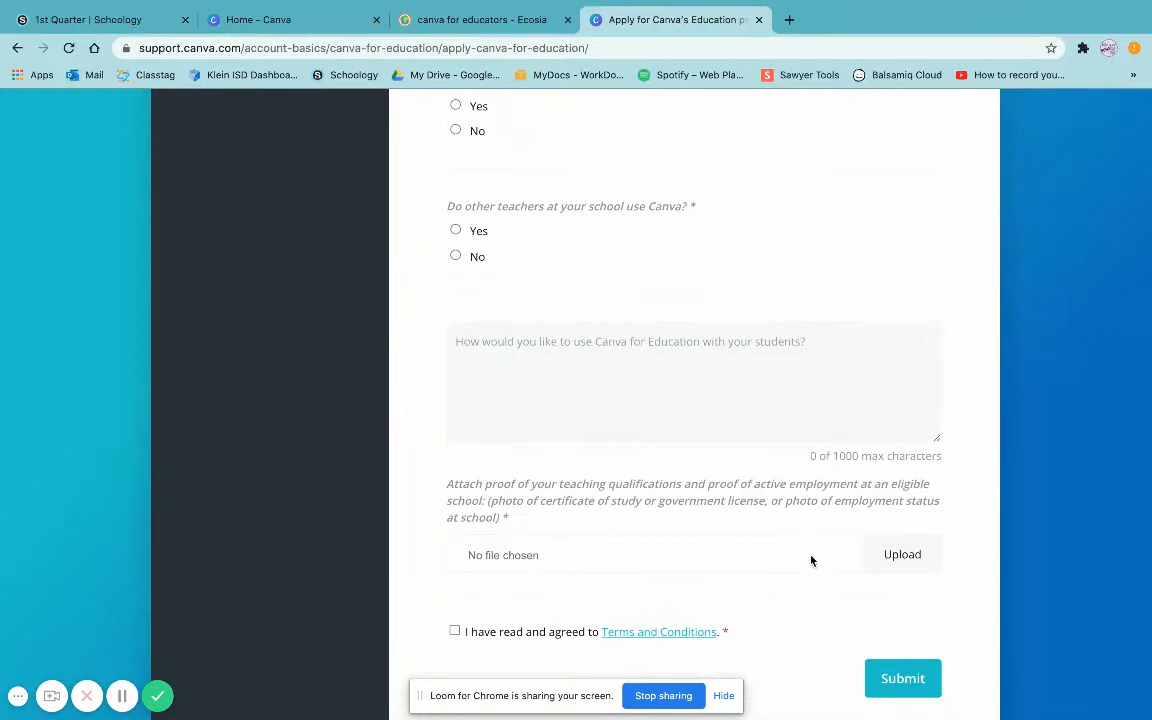 1st Quarter | Schoology
Home – Canva
canva for educators - Ecosia
Apply for Canva's Education pr
support.canva.com/account-basics/canva-for-education/apply-canva-for-education/
Apps Mail Classtag Klein ISD Dashboa... Schoology My Drive – Google... MyDocs - WorkDo... Spotify – Web Pla... Sawyer Tools Balsamiq Cloud How to record you... »
Yes
No
Do other teachers at your school use Canva? *
Yes
No
How would you like to use Canva for Education with your students?
0 of 1000 max characters
Attach proof of your teaching qualifications and proof of active employment at an eligible
school: (photo of certificate of study or government license, or photo of employment status
at school) *
No file chosen Upload
I have read and agreed to Terms and Conditions. *
Submit
Loom for Chrome is sharing your screen. Stop sharing Hide